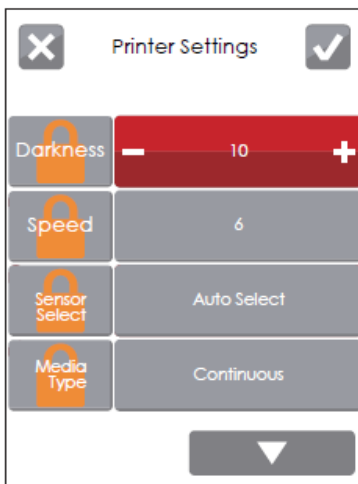 Printer Settings
Darkness
10
Speed
6
Sensor
Select
Auto Select
Media
Type
Continuous